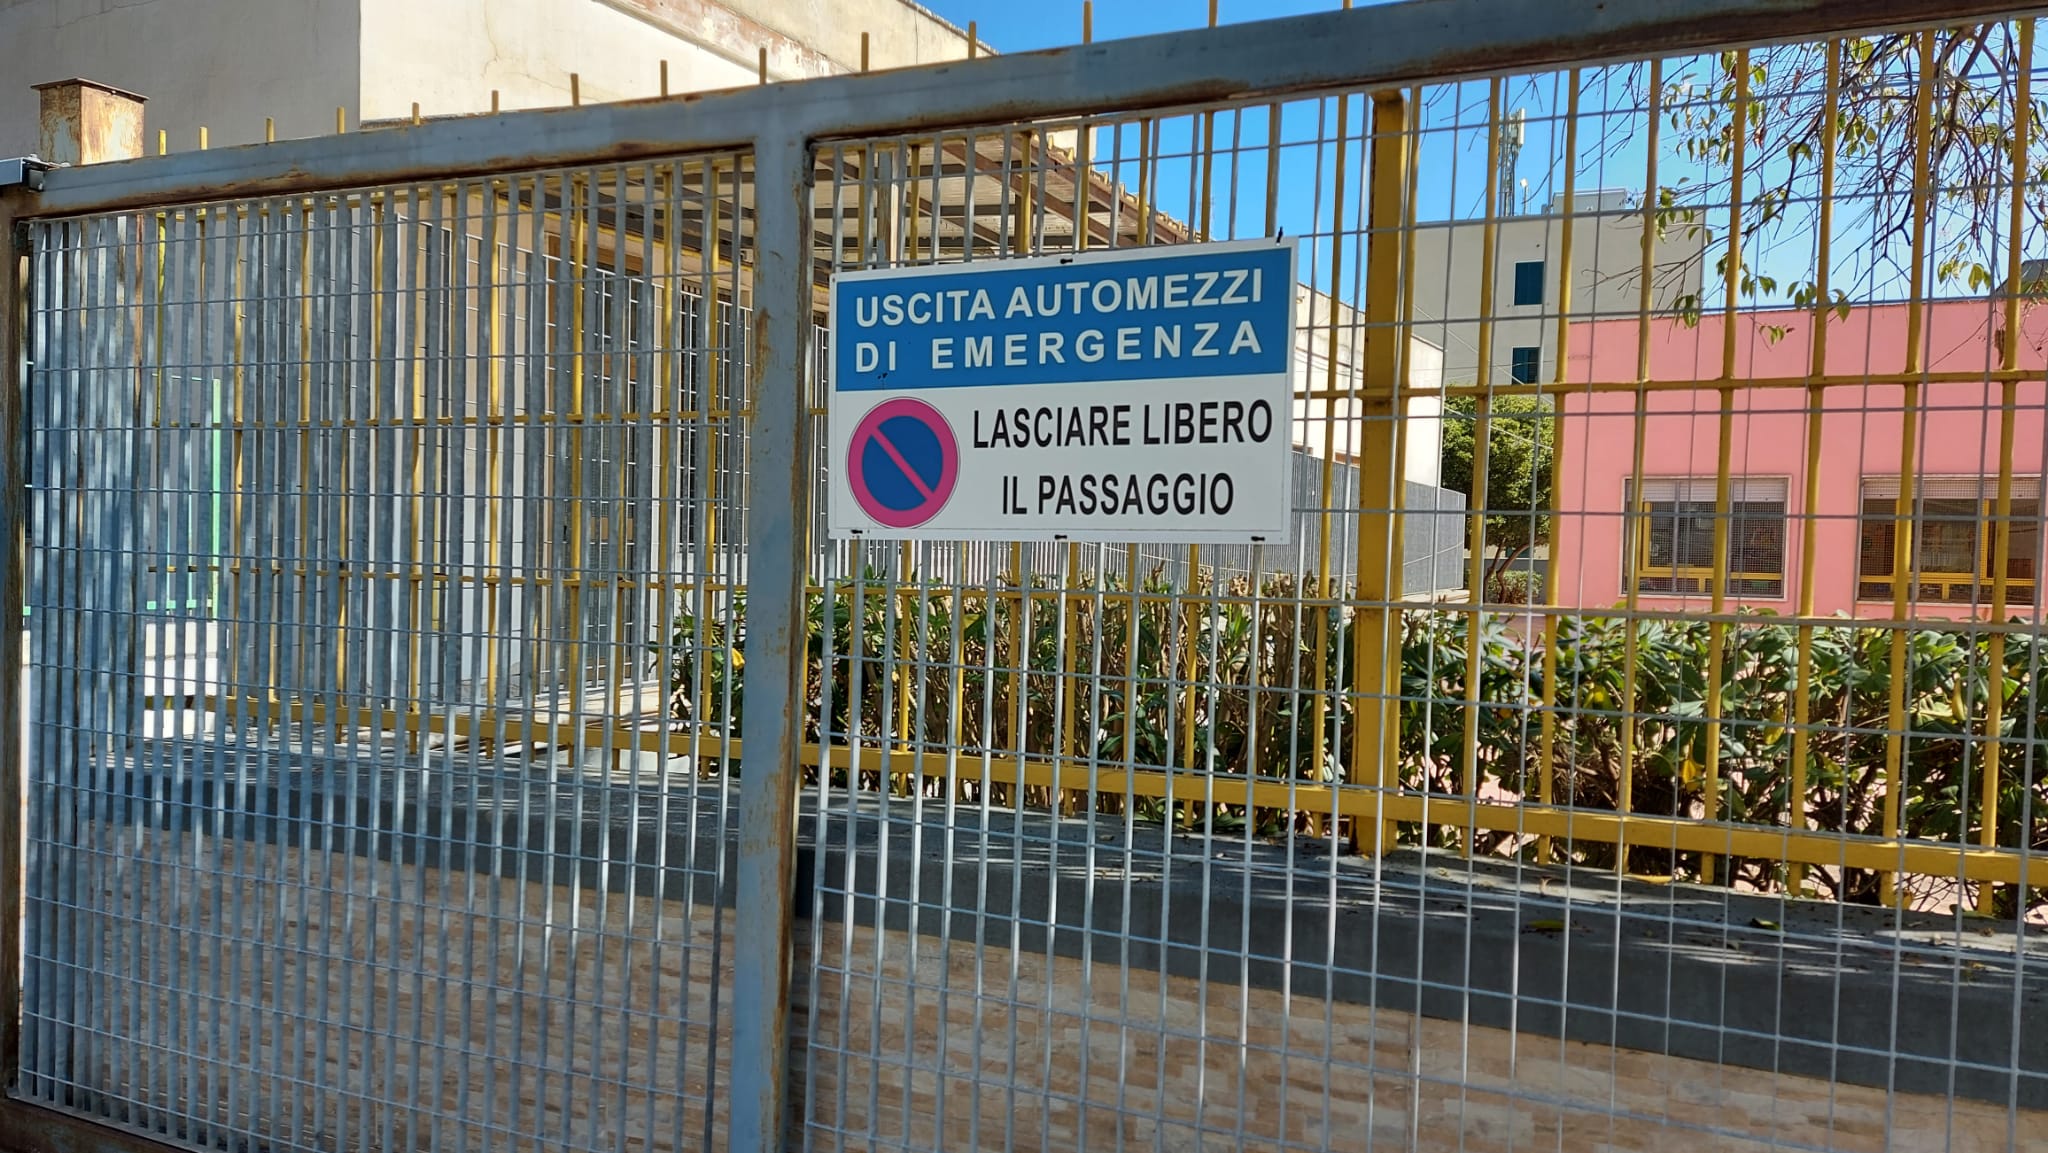 USCITA AUTOMEZZI
DI EMERGENZA
LASCIARE LIBERO
IL PASSAGGIO